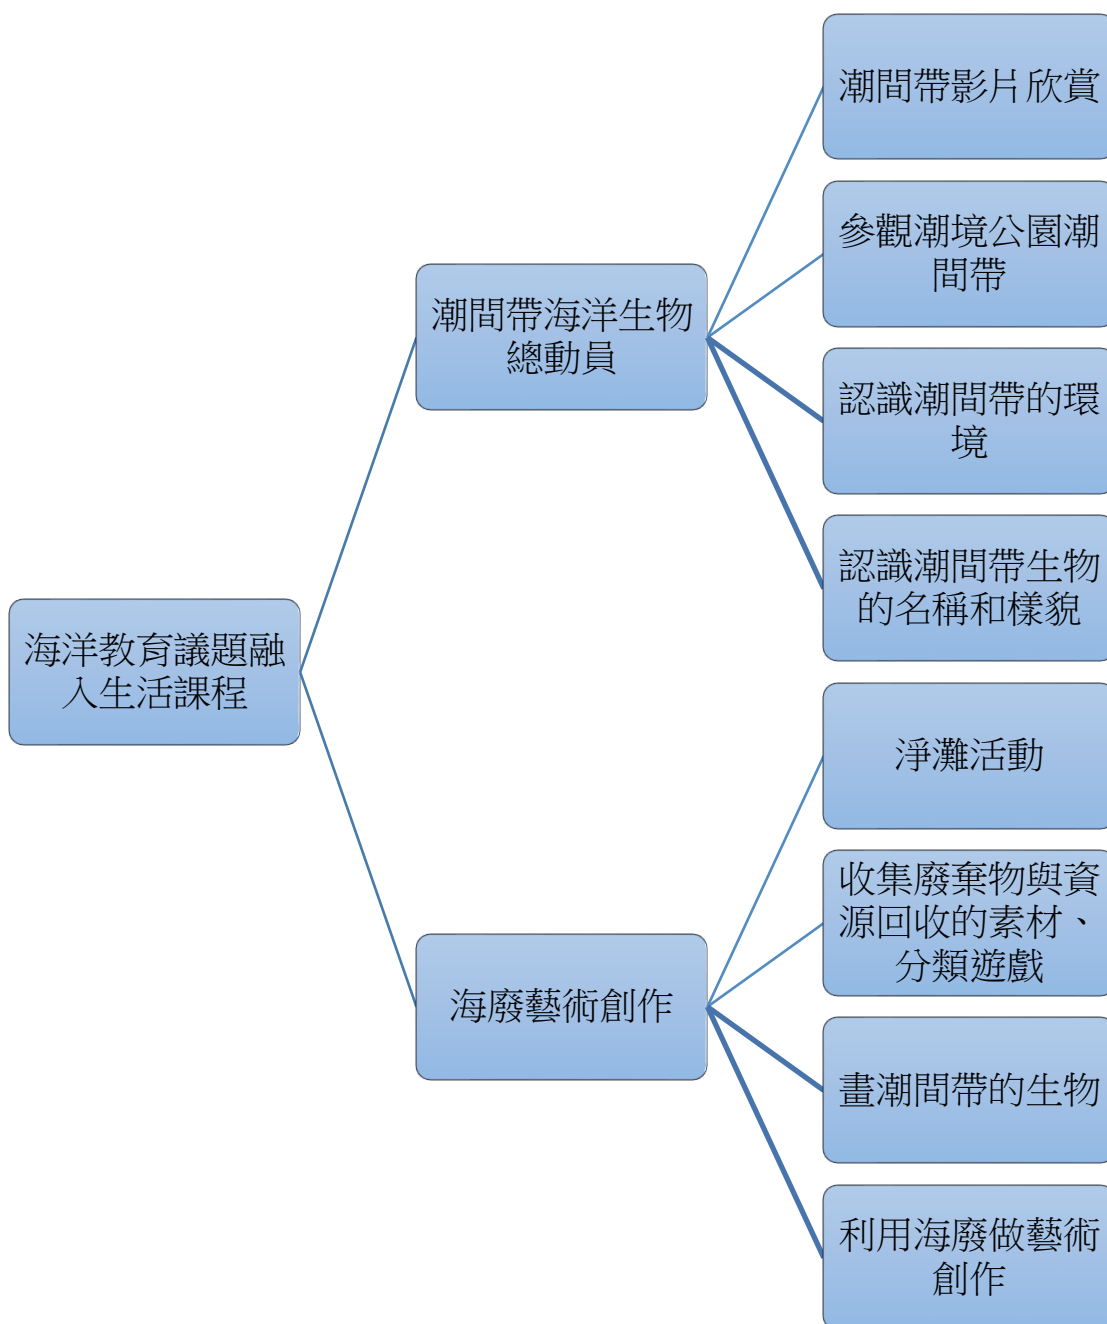 海洋教育議題融
入生活課程
潮間帶海洋生物
總動員
潮間帶影片欣賞
參觀潮境公園潮
間帶
認識潮間帶的環
境
認識潮間帶生物
的名稱和樣貌
海廢藝術創作
淨灘活動
收集廢棄物與資
源回收的素材、
分類遊戲
畫潮間帶的生物
利用海廢做藝術
創作